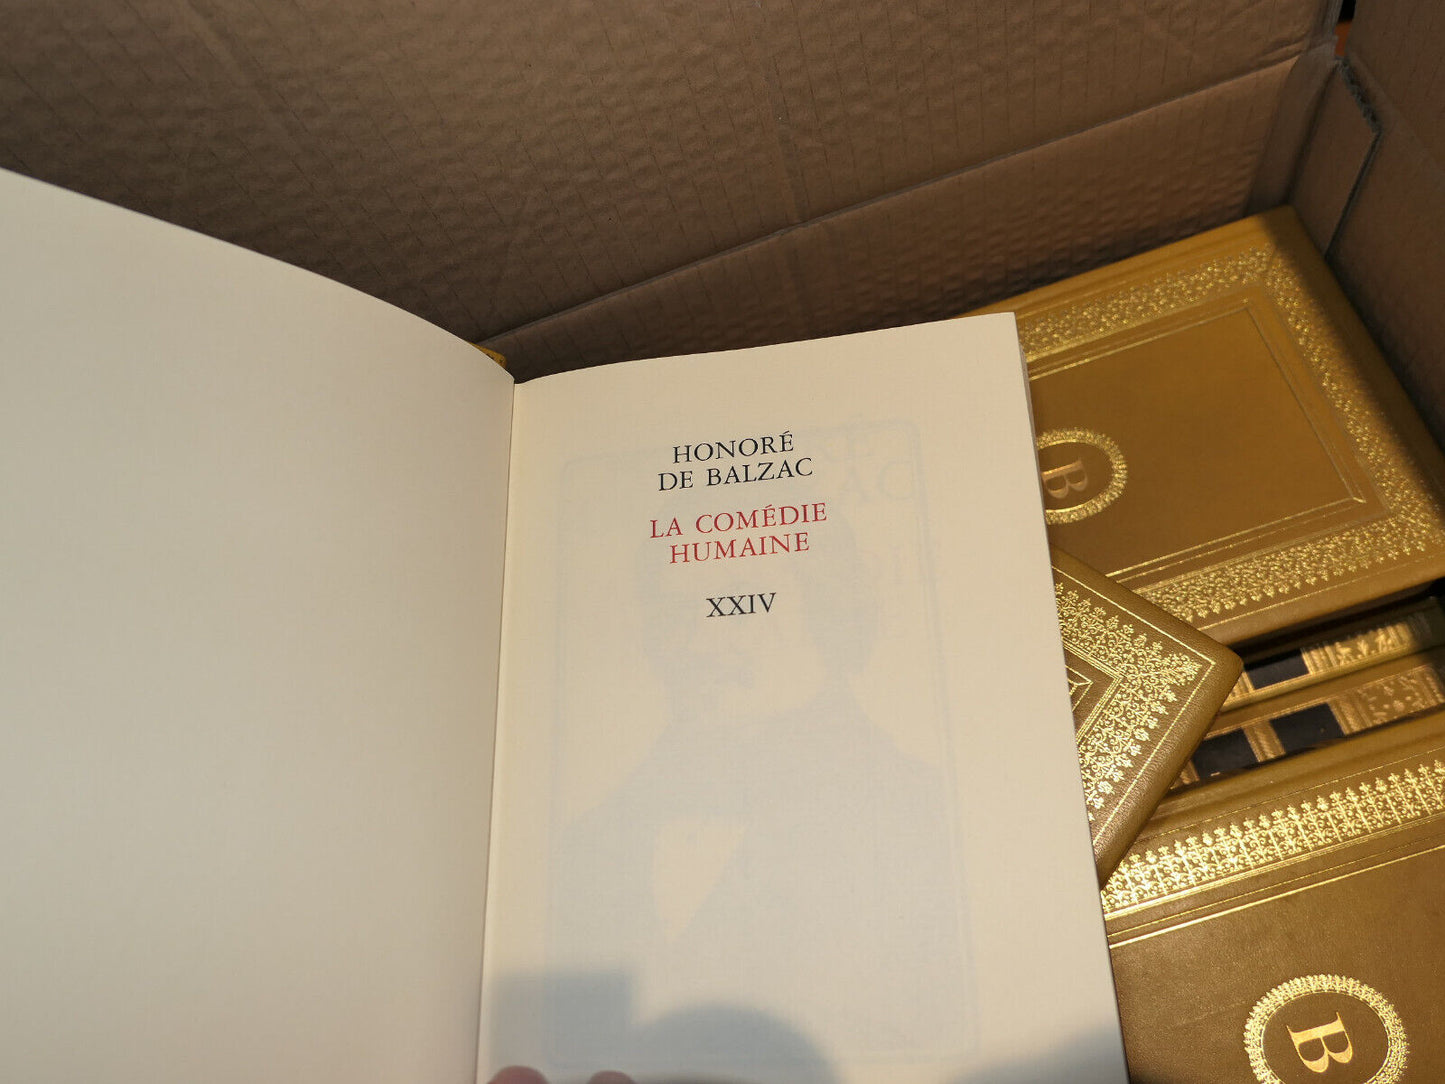 HONORÉ
DE BALZAC
LA COMÉDIE
HUMAINE
XXIV
B
B